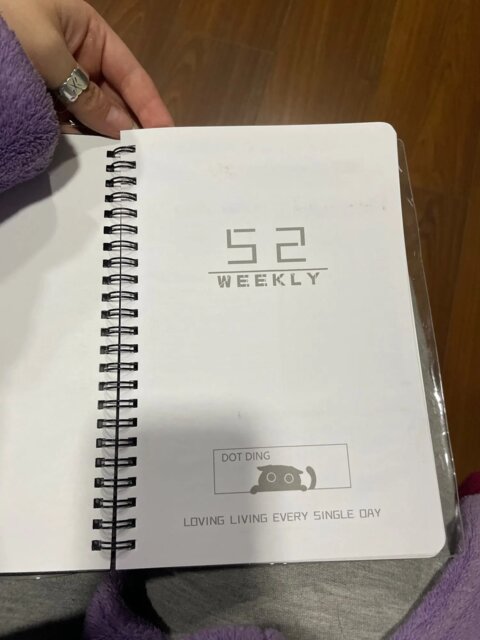 52
WEEKLY
DOT DING
LOVING LIVING EVERY SINGLE DAY